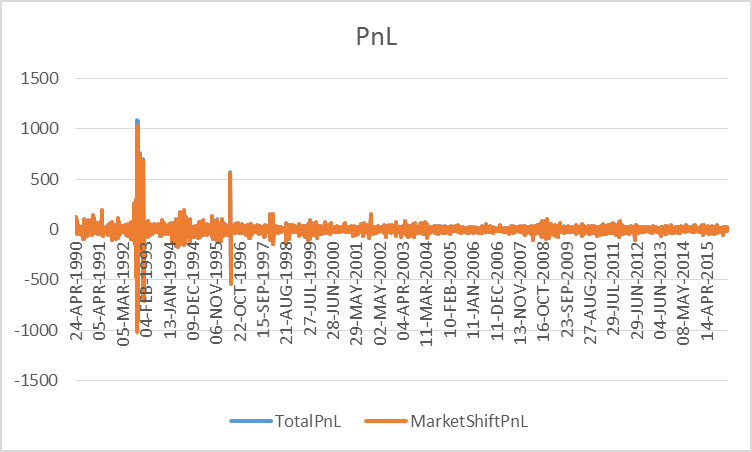 PnL
1500
1000
500
0
-500
-1000
-1500
24-APR-1990
05-APR-1991
05-MAR-1992
04-FEB-1993
13-JAN-1994
09-DEC-1994
06-NOV-1995
22-OCT-1996
15-SEP-1997
21-AUG-1998
27-JUL-1999
28-JUN-2000
29-MAY-2001
02-MAY-2002
04-APR-2003
11-MAR-2004
10-FEB-2005
11-JAN-2006
11-DEC-2006
13-NOV-2007
16-OCT-2008
23-SEP-2009
27-AUG-2010
29-JUL-2011
29-JUN-2012
04-JUN-2013
08-MAY-2014
14-APR-2015
TotalPnL MarketShiftPnL